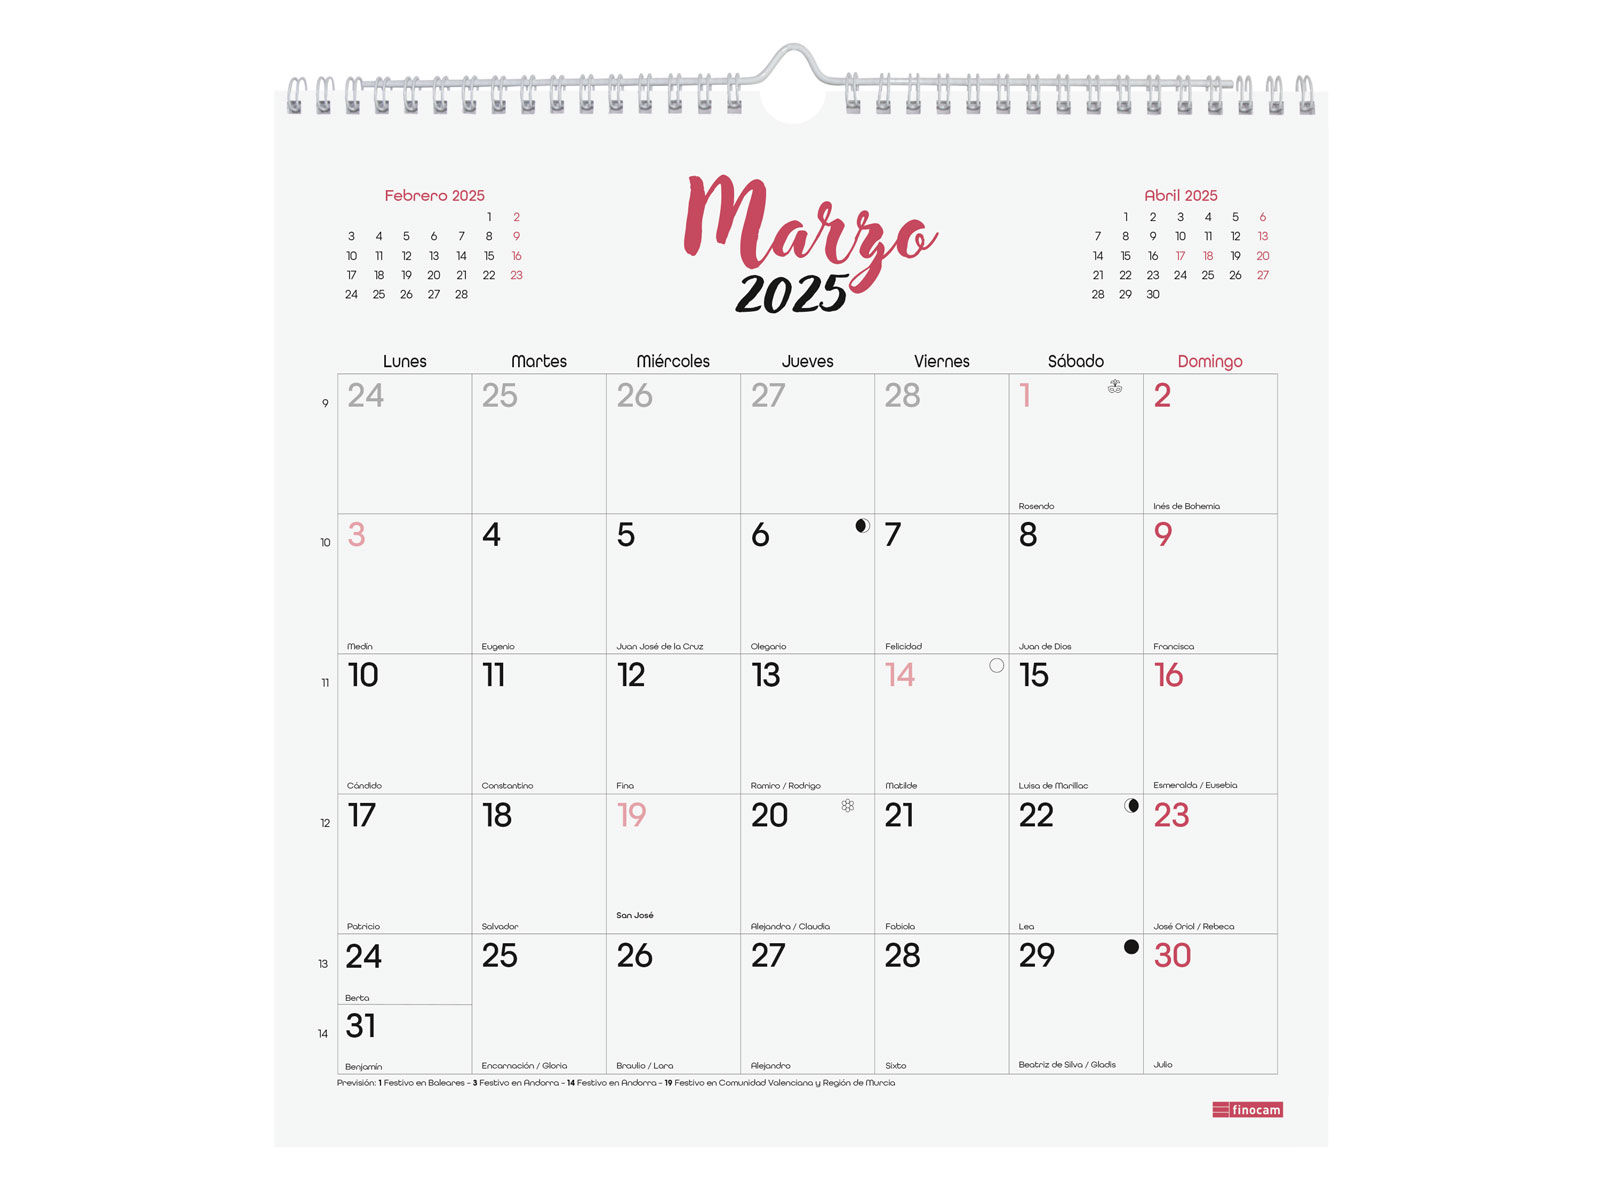 Febrero 2025
1 2
3 4 5 6 7 8 9
10 11 12 13 14 15 16
17 18 19 20 21 22 23
24 25 26 27 28
Marzo
2025
Abril 2025
1 2 3 4 5 6
7 8 9 10 11 12 13
14 15 16 17 18 19 20
21 22 23 24 25 26 27
28 29 30
Lunes Martes Miércoles Jueves Viernes Sábado Domingo
9 24 25 26 27 28 1 2
Rosendo Inés de Bohemia
10 3 4 5 6 7 8 9
Medín Eugenio Juan José de la Cruz Olegario Felicidad Juan de Dios Francisca
11 10 11 12 13 14 15 16
Cándido Constantino Fina Ramiro / Rodrigo Matilde Luisa de Marillac Esmeralda / Eusebia
12 17 18 19 20 21 22 23
San José
Patricio Salvador Alejandra / Claudia Fabiola Lea José Oriol / Rebeca
13 24 25 26 27 28 29 30
Berta
14 31
Benjamín Encarnación / Gloria Braulio / Lara Alejandro Sixto Beatriz de Silva / Gladis Julio
Previsión: 1 Festivo en Baleares - 3 Festivo en Andorra - 14 Festivo en Andorra - 19 Festivo en Comunidad Valenciana y Región de Murcia
finocam